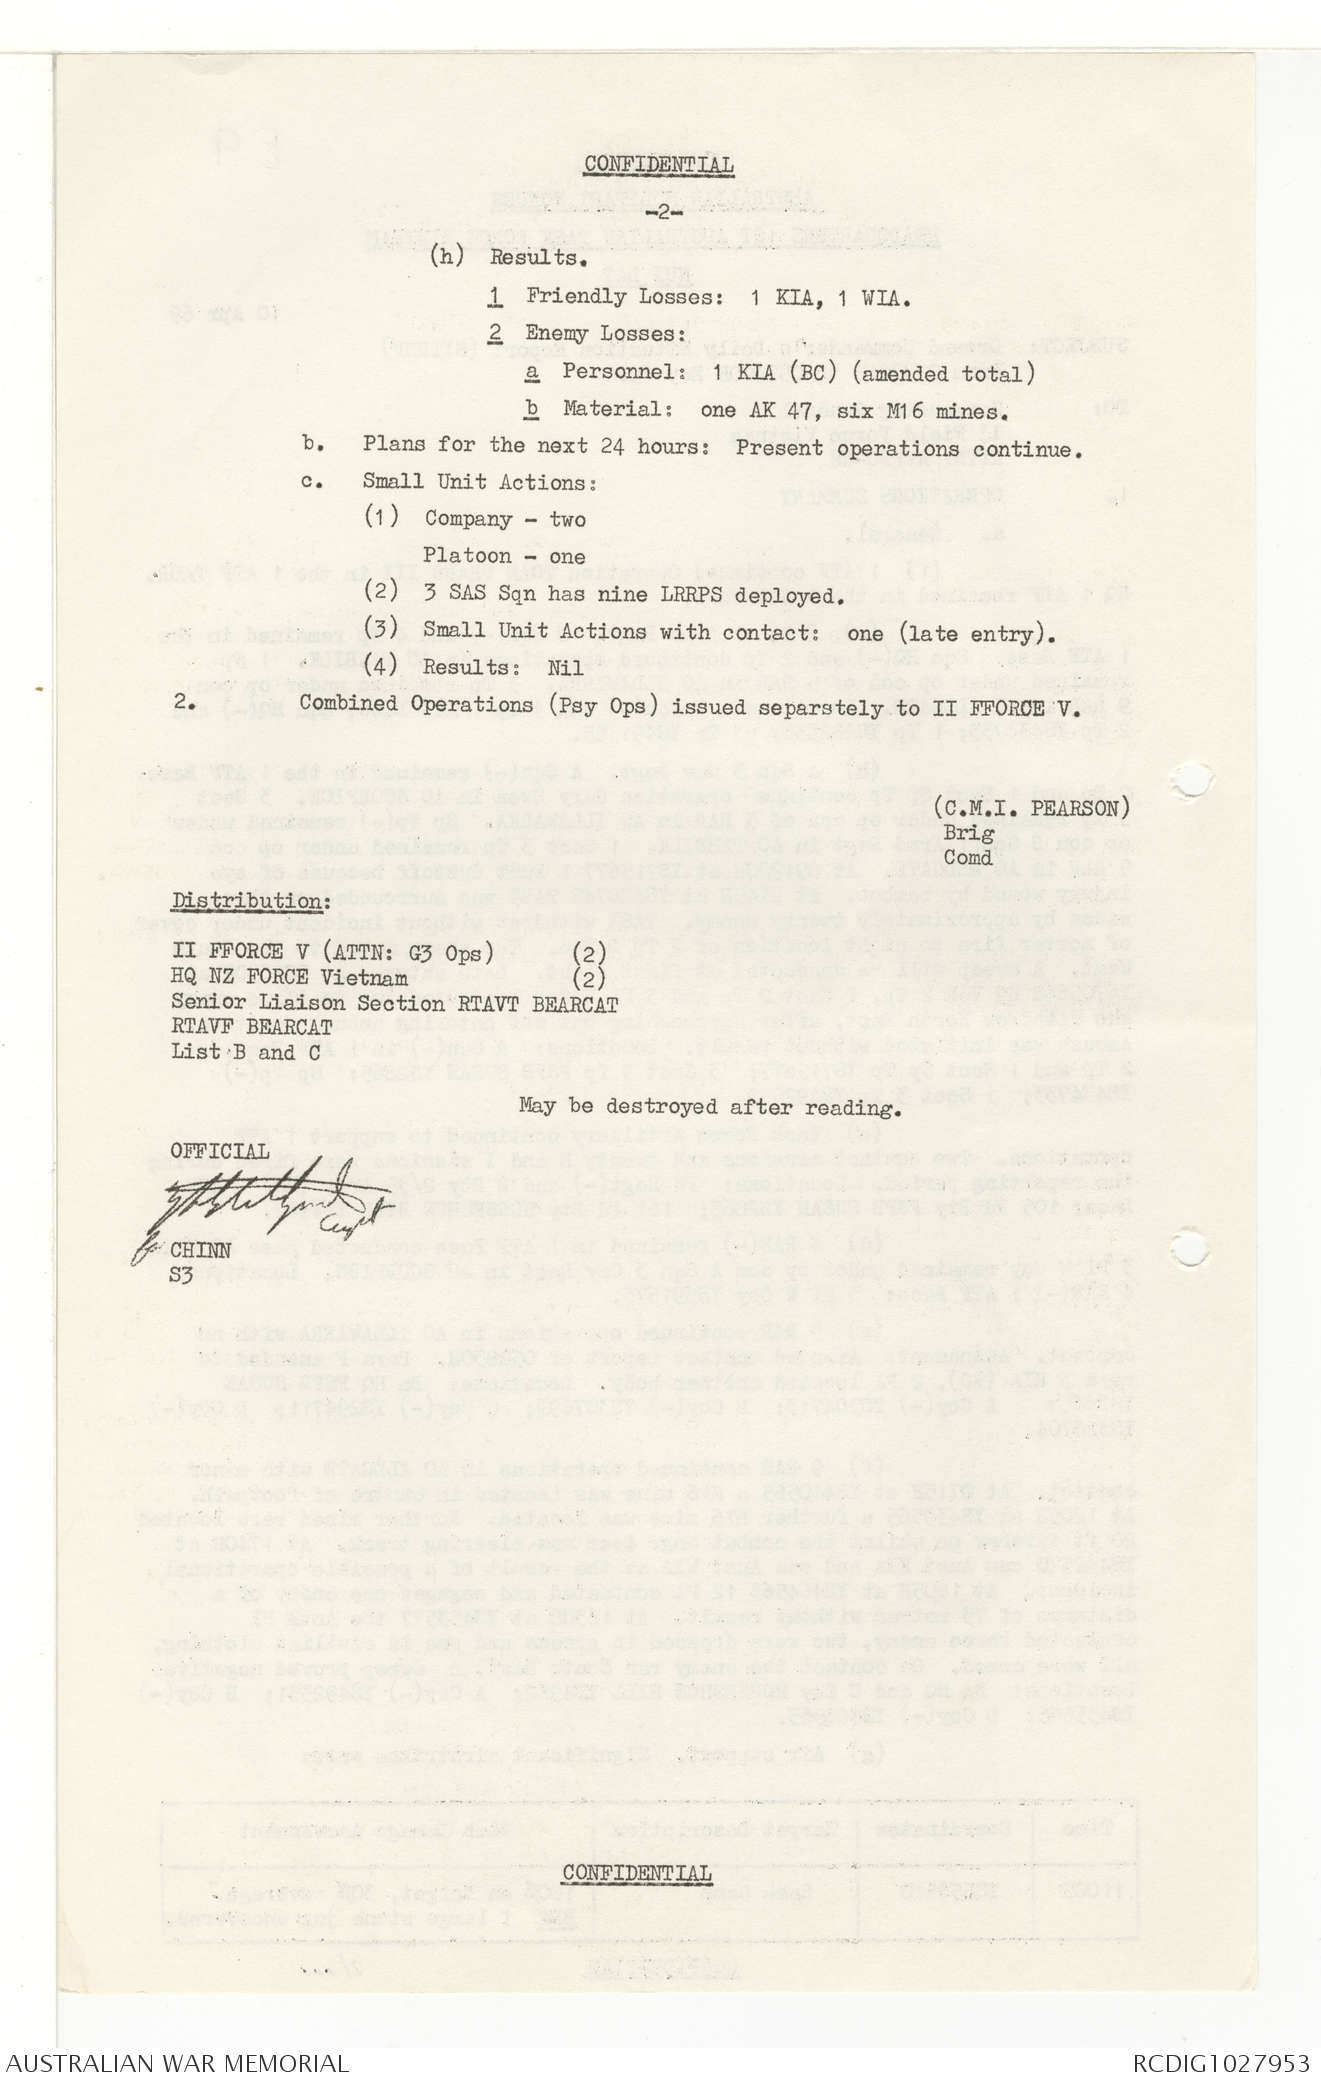 CONFIDENTIAL
-2-
(h) Results.
1 Friendly Losses: 1 KIA, 1 WIA.
2 Enemy Losses:
a Personnel: 1 KIA (BC) (amended total)
b Material: one AK 47, six M16 mines.
b. Plans for the next 24 hours: Present operations continue.
c. Small Unit Actions:
(1) Company - two
Platoon - one
(2) 3 SAS Sqn has nine LRRPS deployed.
(3) Small Unit Actions with contact: one (late entry).
(4) Results: Nil
2. Combined Operations (Psy Ops) issued separstely to II FFORCE V.
(C.M.I. PEARSON)
Brig
Comd
Distribution:
II FFORCE V (ATTN: G3 Ops) (2)
HQ NZ FORCE Vietnam (2)
Senior Liaison Section RTAVT BEARCAT
RTAVF BEARCAT
List B and C
May be destroyed after reading.
OFFICIAL
Capt
for CHINN
S3
CONFIDENTIAL
AUSTRALIAN WAR MEMORIAL
RCDIG1027953